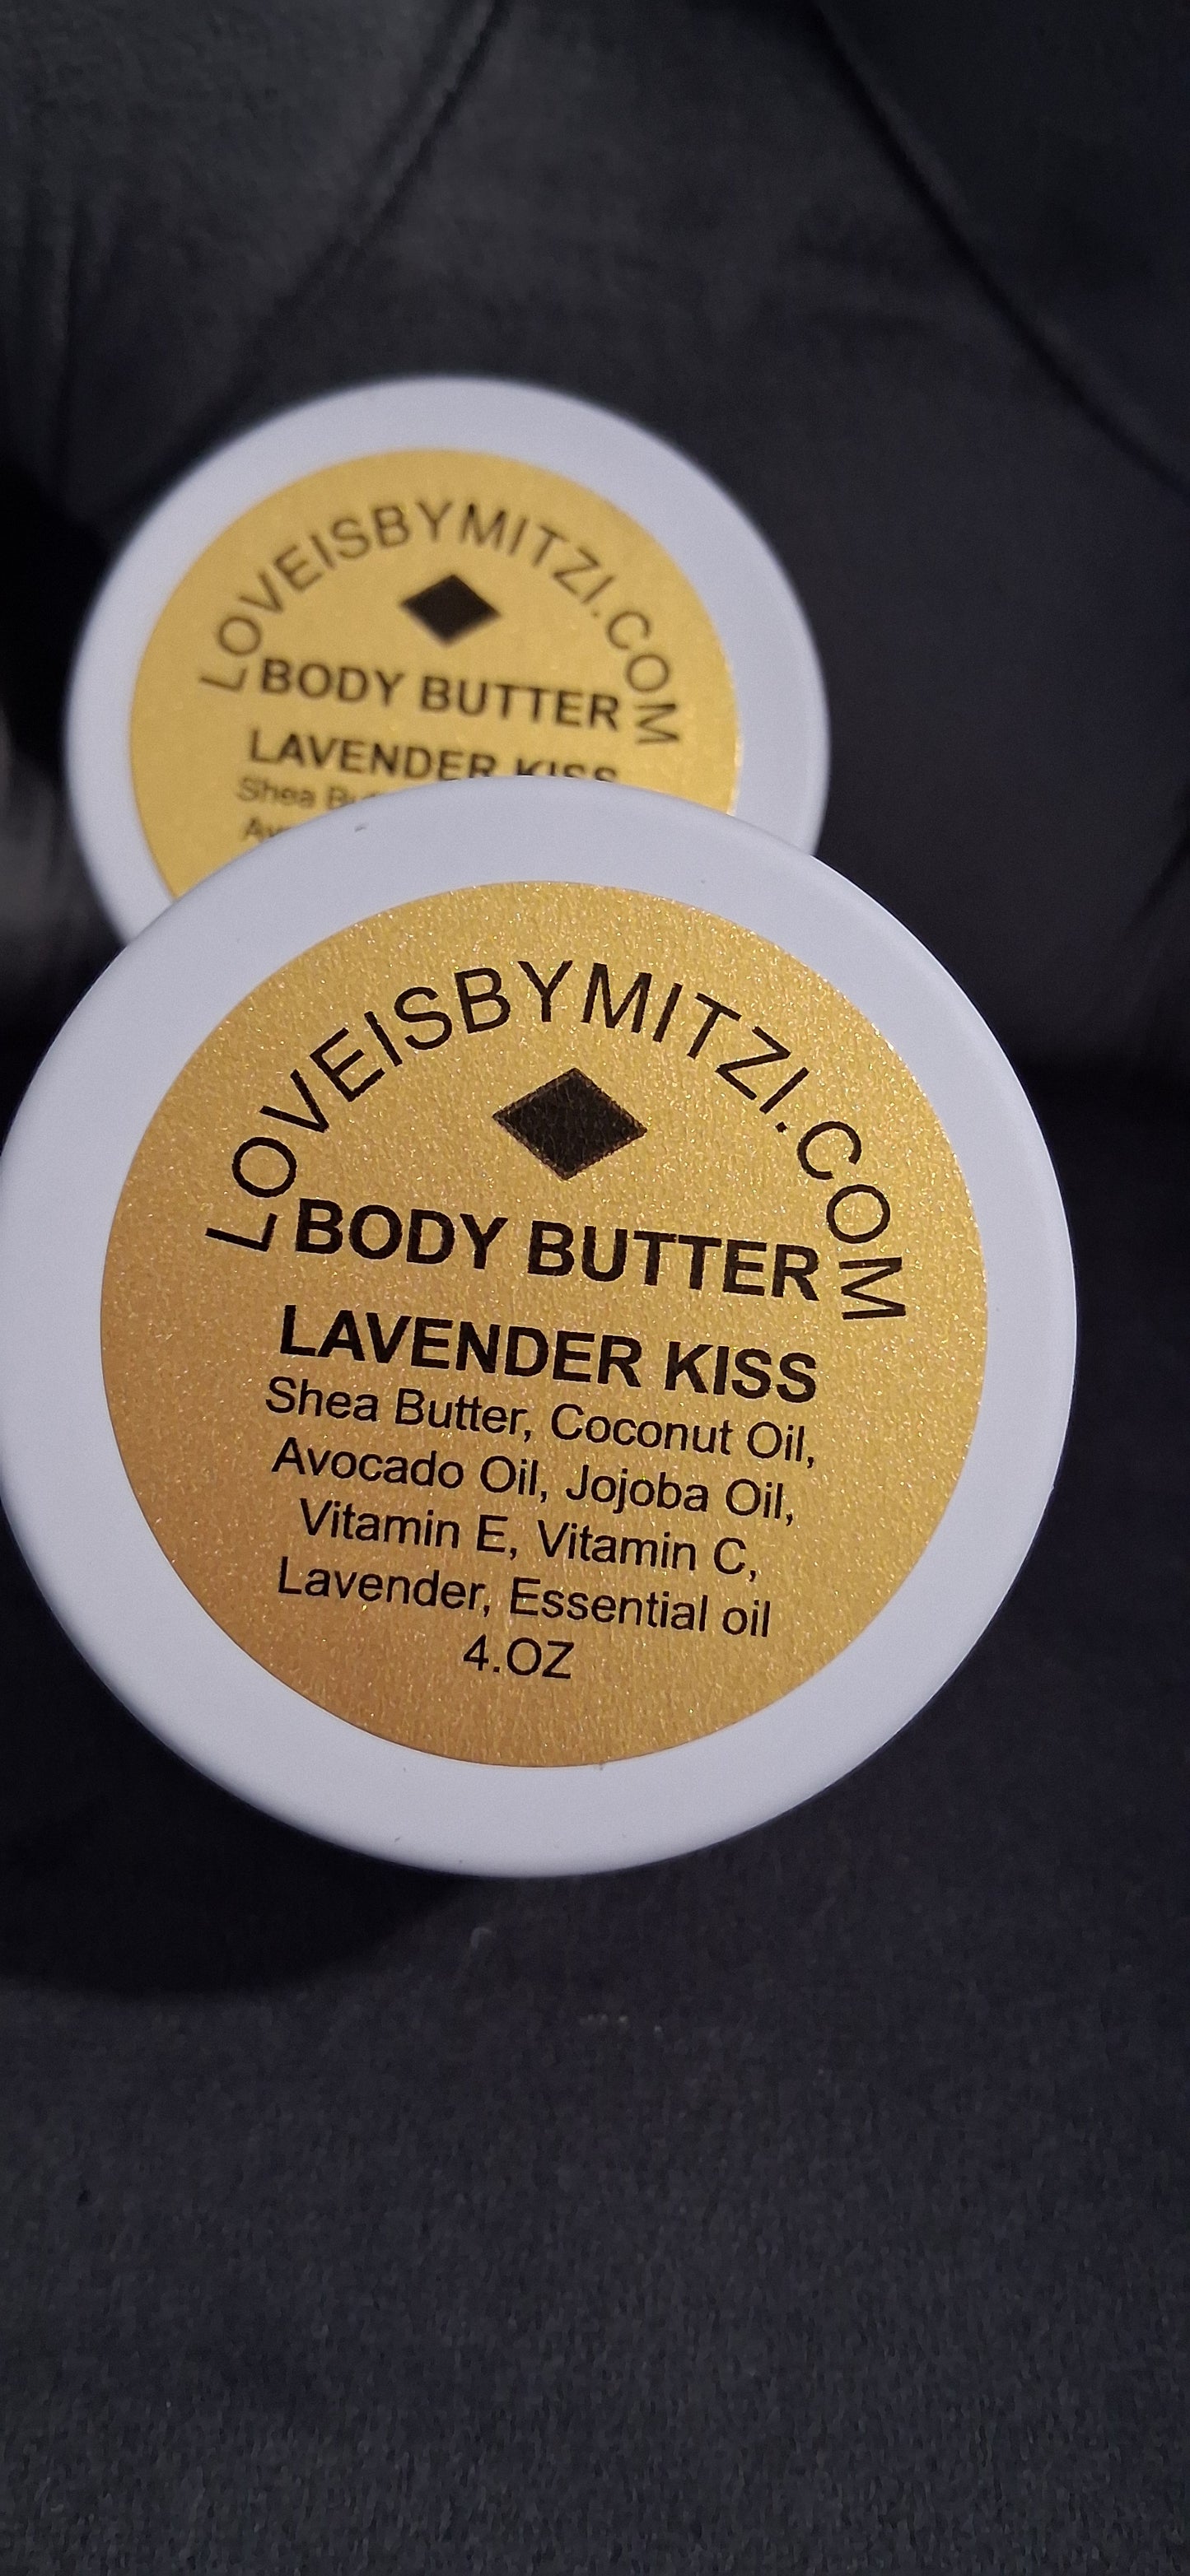 LOVEISBYMITZI.COM
BODY BUTTER
LAVENDER KISS
Shea
LOVEISBYMITZI.COM
BODY BUTTER
LAVENDER KISS
Shea Butter, Coconut Oil,
Avocado Oil, Jojoba Oil,
Vitamin E, Vitamin C,
Lavender, Essential oil
4.OZ